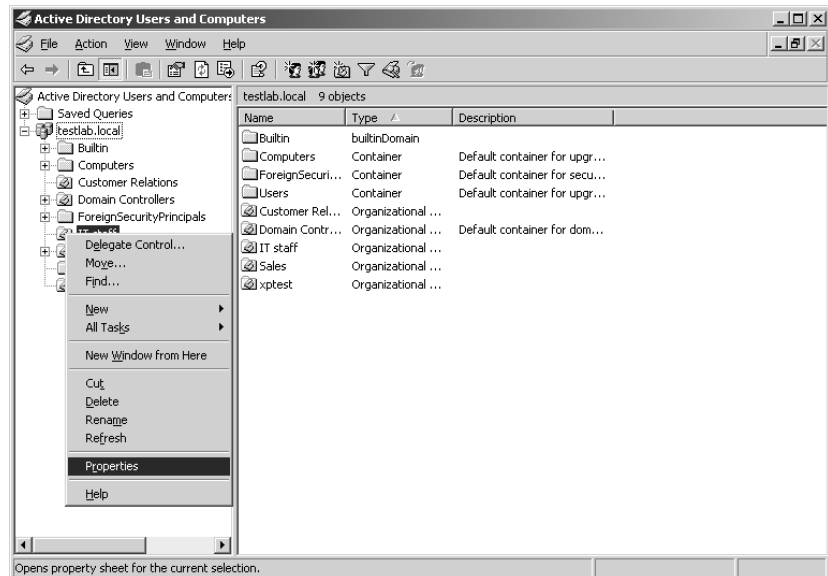 Active Directory Users and Computers
File Action View Window Help
Active Directory Users and Computers
Saved Queries
testlab.local
Builtin
Computers
Customer Relations
Domain Controllers
ForeignSecurityPrincipals
IT staff
Delegate Control...
Move...
Find...
New
All Tasks
New Window from Here
Cut
Delete
Rename
Refresh
Properties
Help
testlab.local 9 objects
Name Type Description
Builtin builtinDomain
Computers Container Default container for upgr...
ForeignSecuri... Container Default container for secu...
Users Container Default container for upgr...
Customer Rel... Organizational ...
Domain Contr... Organizational ... Default container for dom...
IT staff Organizational ...
Sales Organizational ...
xptest Organizational ...
Opens property sheet for the current selection.